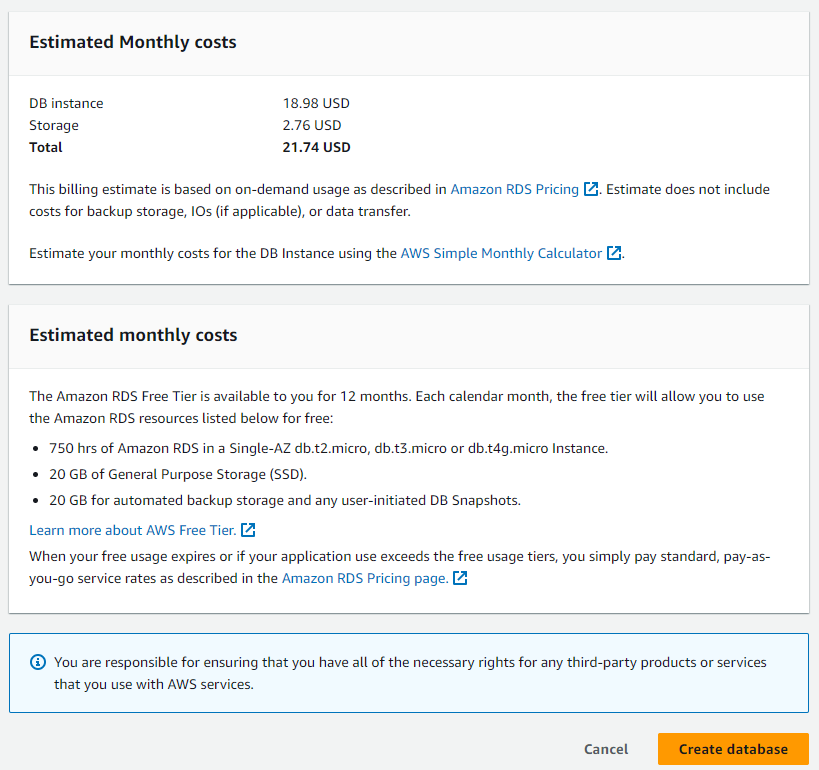 Estimated Monthly costs
DB instance 18.98 USD
Storage 2.76 USD
Total 21.74 USD
This billing estimate is based on on-demand usage as described in Amazon RDS Pricing. Estimate does not include
costs for backup storage, IOs (if applicable), or data transfer.
Estimate your monthly costs for the DB Instance using the AWS Simple Monthly Calculator.
Estimated monthly costs
The Amazon RDS Free Tier is available to you for 12 months. Each calendar month, the free tier will allow you to use
the Amazon RDS resources listed below for free:
• 750 hrs of Amazon RDS in a Single-AZ db.t2.micro, db.t3.micro or db.t4g.micro Instance.
• 20 GB of General Purpose Storage (SSD).
• 20 GB for automated backup storage and any user-initiated DB Snapshots.
Learn more about AWS Free Tier.
When your free usage expires or if your application use exceeds the free usage tiers, you simply pay standard, pay-as-
you-go service rates as described in the Amazon RDS Pricing page.
You are responsible for ensuring that you have all of the necessary rights for any third-party products or services
that you use with AWS services.
Cancel Create database